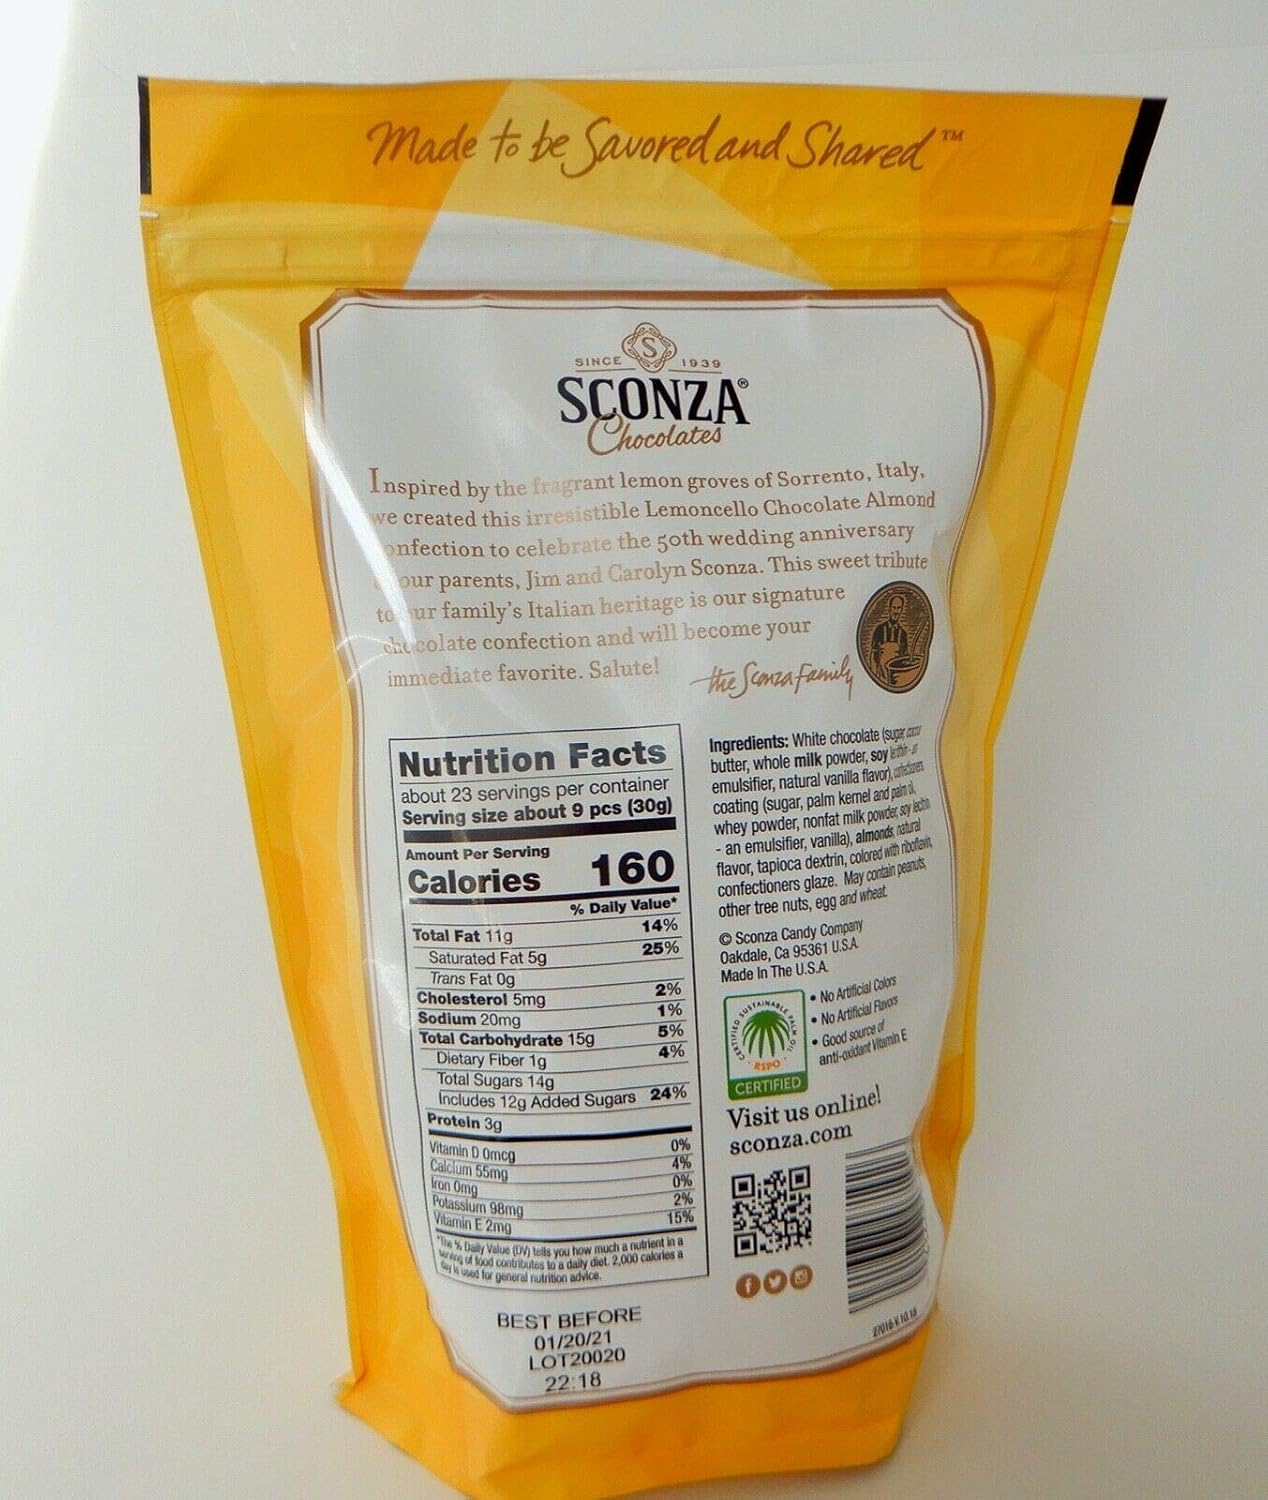 Made to be Savored and Shared™
SINCE 1939
S
SCONZA®
Chocolates
Inspired by the fragrant lemon groves of Sorrento, Italy,
we created this irresistible Lemoncello Chocolate Almond
confection to celebrate the 50th wedding anniversary
our parents, Jim and Carolyn Sconza. This sweet tribute
to our family's Italian heritage is our signature
chocolate confection and will become your
immediate favorite. Salute!
the Sconza Family
Nutrition Facts
about 23 servings per container
Serving size about 9 pcs (30g)
Amount Per Serving
Calories 160
% Daily Value*
Total Fat 11g 14%
Saturated Fat 5g 25%
Trans Fat 0g
Cholesterol 5mg 2%
Sodium 20mg 1%
Total Carbohydrate 15g 5%
Dietary Fiber 1g 4%
Total Sugars 14g
Includes 12g Added Sugars 24%
Protein 3g
Vitamin D 0mcg 0%
Calcium 55mg 4%
Iron 0mg 0%
Potassium 98mg 2%
Vitamin E 2mg 15%
*The % Daily Value (DV) tells you how much a nutrient in a
serving of food contributes to a daily diet. 2,000 calories a
day is used for general nutrition advice.
BEST BEFORE
01/20/21
LOT20020
22:18
Ingredients: White chocolate (sugar, cocoa
butter, whole milk powder, soy lecithin - an
emulsifier, natural vanilla flavor), confectioners
coating (sugar, palm kernel and palm oil,
whey powder, nonfat milk powder, soy lecithin
- an emulsifier, vanilla), almonds, natural
flavor, tapioca dextrin, colored with riboflavin,
confectioners glaze. May contain peanuts,
other tree nuts, egg and wheat.
© Sconza Candy Company
Oakdale, Ca 95361 U.S.A.
Made In The U.S.A.
CERTIFIED SUSTAINABLE PALM OIL
RSPO
CERTIFIED
• No Artificial Colors
• No Artificial Flavors
• Good source of
anti-oxidant Vitamin E
Visit us online!
sconza.com
27016-V.10.18